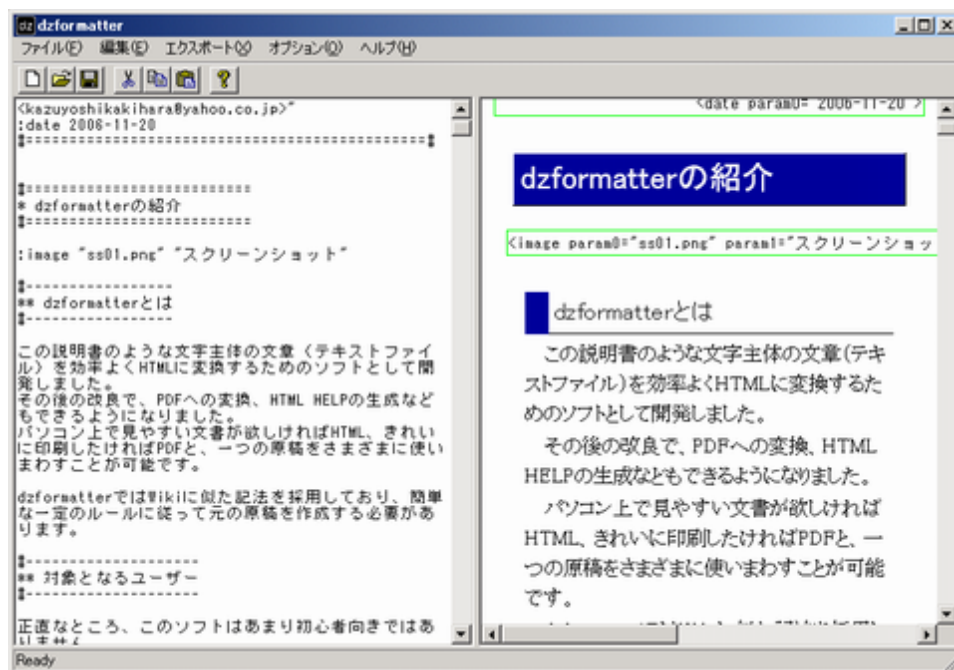 dzformatter
ファイル(F) 編集(E) エクスポート(X) オプション(O) ヘルプ(H)
<kazuyoshikakihara@yahoo.co.jp>"
:date 2006-11-20
* dzformatterの紹介
:image "ss01.png" "スクリーンショット"
** dzformatterとは
この説明書のような文字主体の文章（テキストファイ
ル）を効率よくHTMLに変換するためのソフトとして開
発しました。
その後の改良で、PDFへの変換、HTML HELPの生成など
もできるようになりました。
パソコン上で見やすい文書が欲しければHTML、きれい
に印刷したければPDFと、一つの原稿をさまざまに使い
まわすことが可能です。
dzformatterではWikiに似た記法を採用しており、簡単
な一定のルールに従って元の原稿を作成する必要があ
ります。
** 対象となるユーザー
正直なところ、このソフトはあまり初心者向きではあ
りません
<date param0= 2006-11-20 >
dzformatterの紹介
<image param0="ss01.png" param1="スクリーンショッ
dzformatterとは
この説明書のような文字主体の文章(テキ
ストファイル)を効率よくHTMLに変換するた
めのソフトとして開発しました。
その後の改良で、PDFへの変換、HTML
HELPの生成などもできるようになりました。
パソコン上で見やすい文書が欲しければ
HTML、きれいに印刷したければPDFと、一
つの原稿をさまざまに使いまわすことが可能
です。
Ready